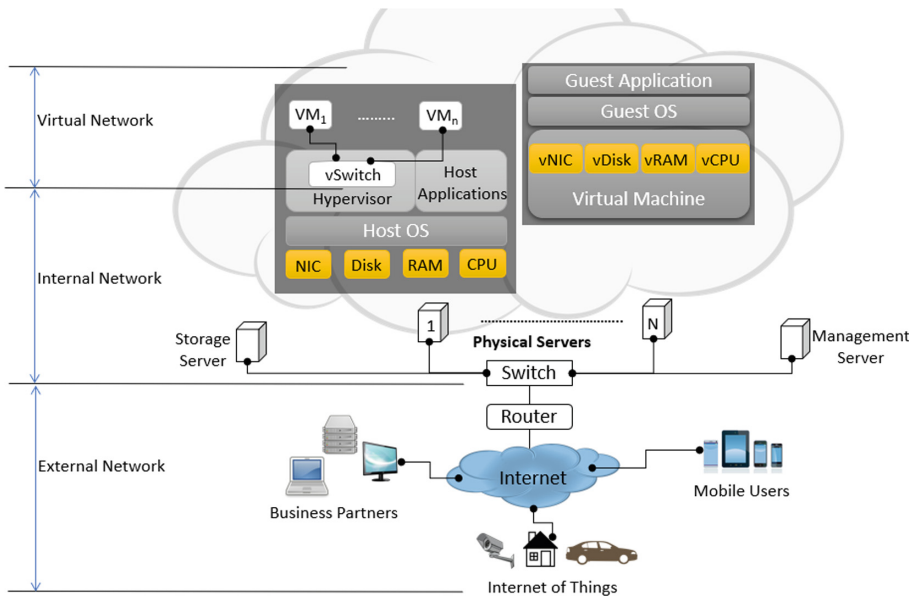 Virtual Network
Internal Network
External Network
VM1
.........
VMn
vSwitch
Hypervisor
Host
Applications
Host OS
NIC
Disk
RAM
CPU
Guest Application
Guest OS
vNIC
vDisk
vRAM
vCPU
Virtual Machine
Storage
Server
1
N
Physical Servers
Management
Server
Switch
Router
Internet
Business Partners
Mobile Users
Internet of Things